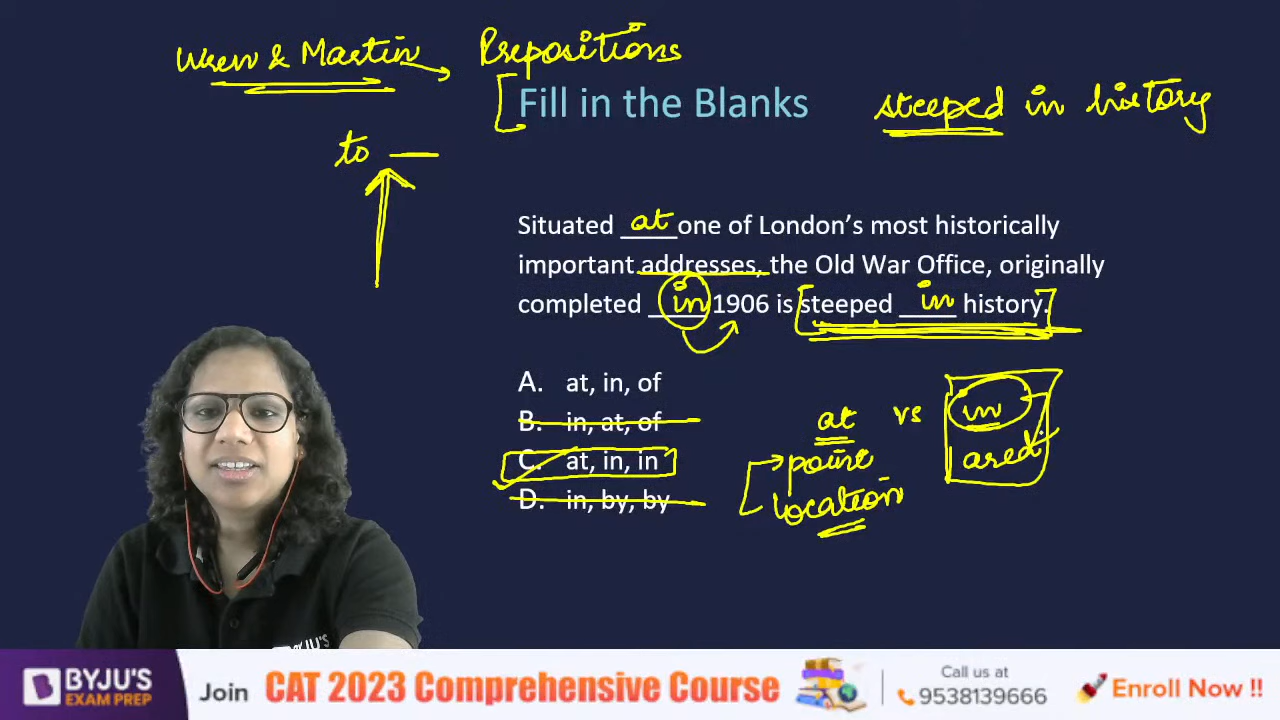 Wren & Martin Prepositions
Fill in the Blanks steeped in history
to
Situated at one of London's most historically
important addresses, the Old War Office, originally
completed in 1906 is steeped in history.
A. at, in, of
B. in, at, of
C. at, in, in
D. in, by, by
at vs in
point area
location
BYJU'S
BYJU'S
EXAM PREP
Join CAT 2023 Comprehensive Course
Call us at
9538139666
Enroll Now !!